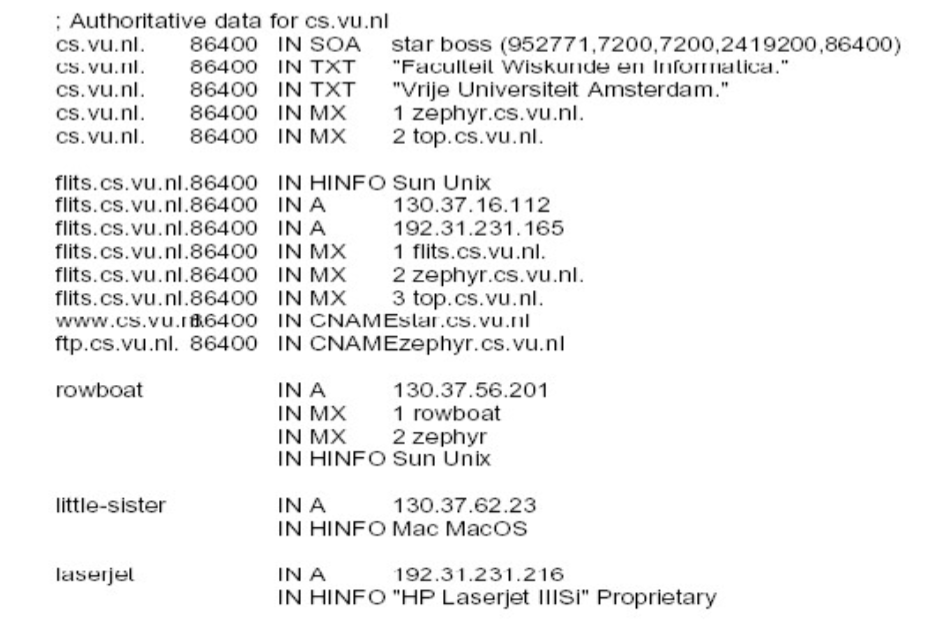 ; Authoritative data for cs.vu.nl
cs.vu.nl. 86400 IN SOA star boss (952771,7200,7200,2419200,86400)
cs.vu.nl. 86400 IN TXT "Faculteit Wiskunde en Informatica."
cs.vu.nl. 86400 IN TXT "Vrije Universiteit Amsterdam."
cs.vu.nl. 86400 IN MX 1 zephyr.cs.vu.nl.
cs.vu.nl. 86400 IN MX 2 top.cs.vu.nl.
flits.cs.vu.nl.86400 IN HINFO Sun Unix
flits.cs.vu.nl.86400 IN A 130.37.16.112
flits.cs.vu.nl.86400 IN A 192.31.231.165
flits.cs.vu.nl.86400 IN MX 1 flits.cs.vu.nl.
flits.cs.vu.nl.86400 IN MX 2 zephyr.cs.vu.nl.
flits.cs.vu.nl.86400 IN MX 3 top.cs.vu.nl.
www.cs.vu.nl.86400 IN CNAMEstar.cs.vu.nl
ftp.cs.vu.nl. 86400 IN CNAMEzephyr.cs.vu.nl
rowboat IN A 130.37.56.201
IN MX 1 rowboat
IN MX 2 zephyr
IN HINFO Sun Unix
little-sister IN A 130.37.62.23
IN HINFO Mac MacOS
laserjet IN A 192.31.231.216
IN HINFO "HP Laserjet IIISi" Proprietary